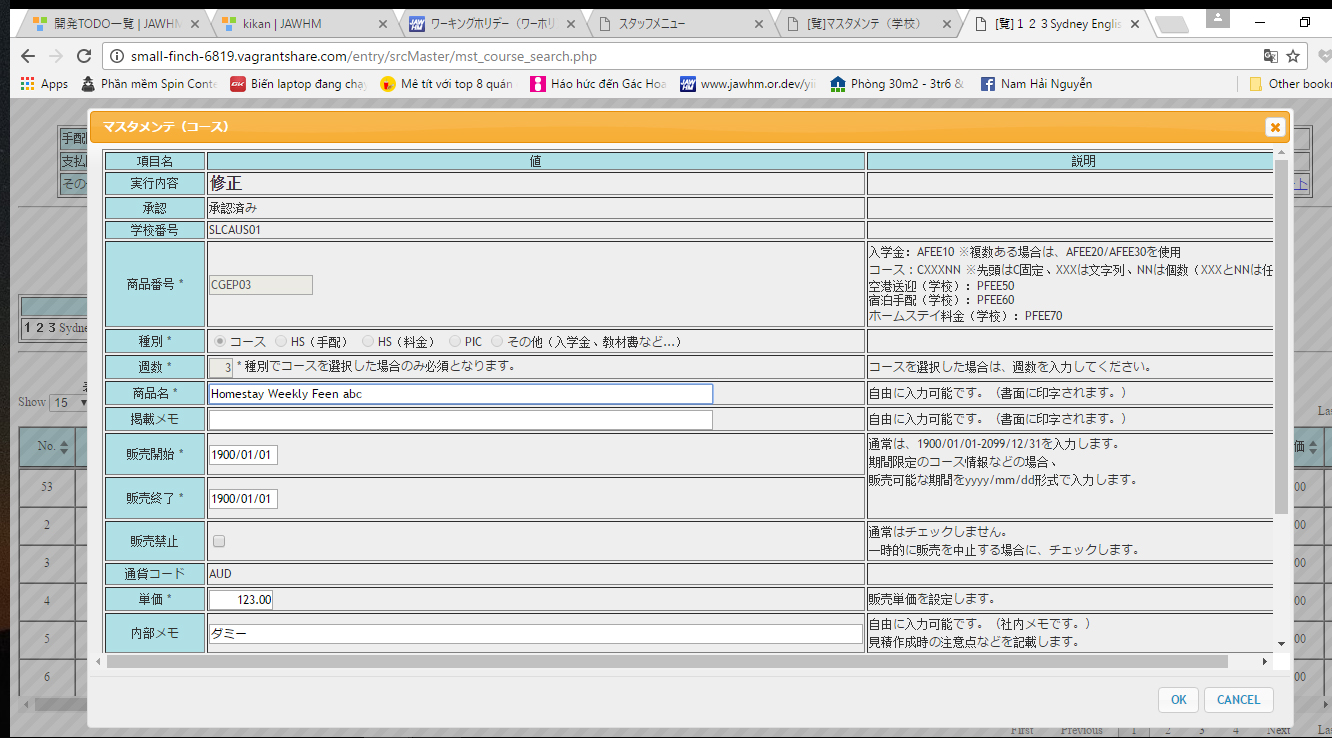 開発TODO一覧 | JAWHM
kikan | JAWHM
ワーキングホリデー（ワーホリ
スタッフメニュー
[覧]マスタメンテ（学校）
[覧]１２３Sydney Englis
small-finch-6819.vagrantshare.com/entry/srcMaster/mst_course_search.php
Apps
Phần mềm Spin Conte
Biến laptop đang chạy
Mê tít với top 8 quán
Háo hức đến Gác Hoa
www.jawhm.or.dev/yii
Phòng 30m2 - 3tr6 &
Nam Hải Nguyễn
Other bookm
手配
支払
その
１２３Sydne
Show 15
No.
53
2
3
4
5
6
La
価
00
00
00
00
00
00
ト
マスタメンテ（コース）
項目名 値 説明
実行内容 修正
承認 承認済み
学校番号 SLCAUS01
商品番号 * CGEP03
入学金：AFEE10 ※複数ある場合は、AFEE20/AFEE30を使用
コース：CXXXNN ※先頭はC固定、XXXは文字列、NNは個数（XXXとNNは任
空港送迎（学校）：PFEE50
宿泊手配（学校）：PFEE60
ホームステイ料金（学校）：PFEE70
種別 * コース HS（手配） HS（料金） PIC その他（入学金、教材書など...）
週数 * 3 * 種別でコースを選択した場合のみ必須となります。 コースを選択した場合は、週数を入力してください。
商品名 * Homestay Weekly Feen abc 自由に入力可能です。（書面に印字されます。）
掲載メモ 自由に入力可能です。（書面に印字されます。）
販売開始 * 1900/01/01
通常は、1900/01/01-2099/12/31を入力します。
期間限定のコース情報などの場合、
販売可能な期間をyyyy/mm/dd形式で入力します。
販売終了 * 1900/01/01
販売禁止
通常はチェックしません。
一時的に販売を中止する場合に、チェックします。
通貨コード AUD
単価 * 123.00 販売単価を設定します。
内部メモ ダミー
自由に入力可能です。（社内メモです。）
見積作成時の注意点などを記載します。
OK CANCEL
First Previous 1 2 3 4 Next La